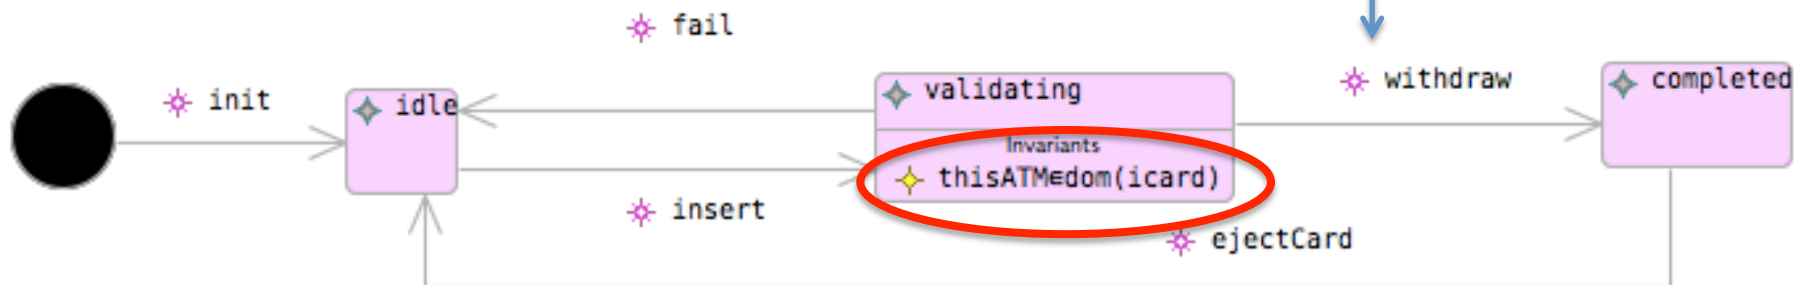 fail
init
idle
validating
withdraw
completed
Invariants
thisATM∈dom(icard)
insert
ejectCard